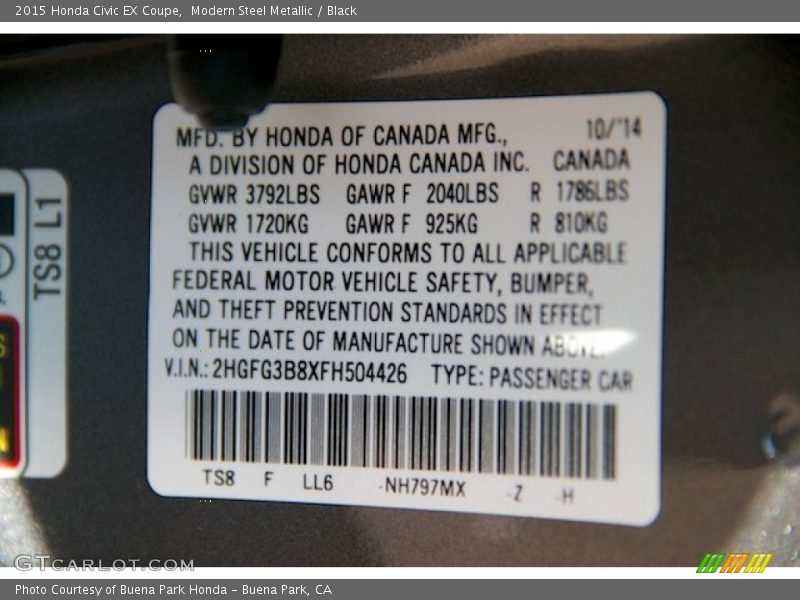 2015 Honda Civic EX Coupe,  Modern Steel Metallic / Black
MFD. BY HONDA OF CANADA MFG., 10/'14
A DIVISION OF HONDA CANADA INC. CANADA
GVWR 3792LBS GAWR F 2040LBS R 1786LBS
GVWR 1720KG GAWR F 925KG R 810KG
THIS VEHICLE CONFORMS TO ALL APPLICABLE
FEDERAL MOTOR VEHICLE SAFETY, BUMPER,
AND THEFT PREVENTION STANDARDS IN EFFECT
ON THE DATE OF MANUFACTURE SHOWN ABOVE.
V.I.N.: 2HGFG3B8XFH504426 TYPE: PASSENGER CAR
TS8 F LL6 -NH797MX -Z -H
TS8 L1
GTCARLOT.COM
Photo Courtesy of Buena Park Honda - Buena Park, CA